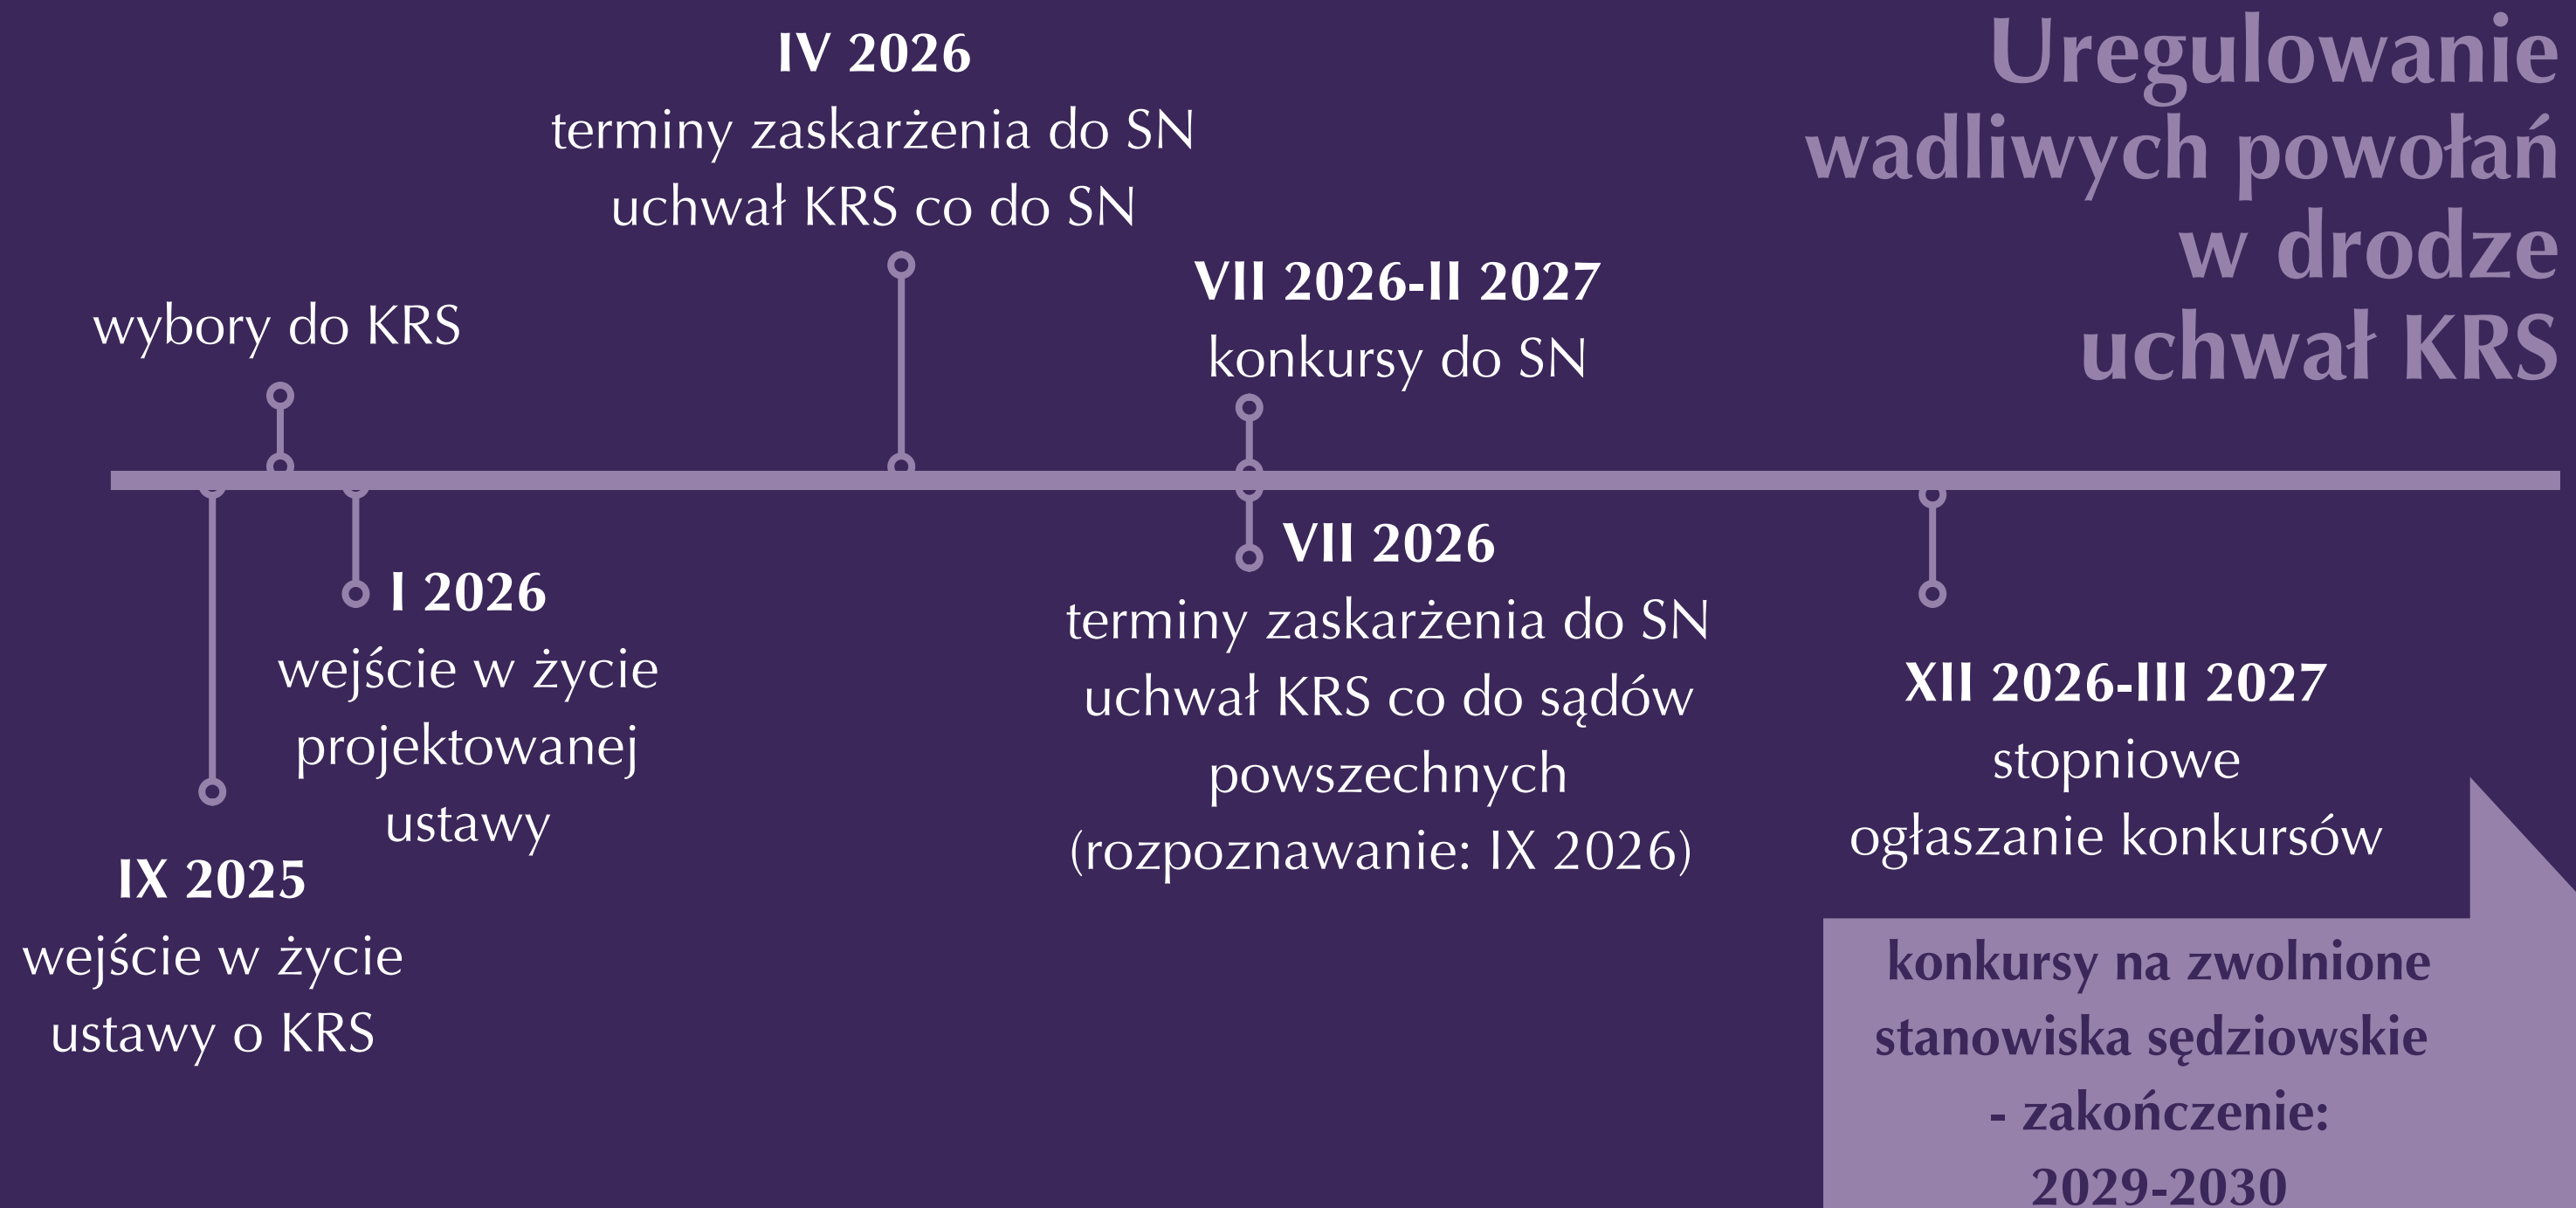 Uregulowanie
wadliwych powołań
w drodze
uchwał KRS
IV 2026
terminy zaskarżenia do SN
uchwał KRS co do SN
wybory do KRS
VII 2026-II 2027
konkursy do SN
I 2026
wejście w życie
projektowanej
ustawy
IX 2025
wejście w życie
ustawy o KRS
VII 2026
terminy zaskarżenia do SN
uchwał KRS co do sądów
powszechnych
(rozpoznawanie: IX 2026)
XII 2026-III 2027
stopniowe
ogłaszanie konkursów
konkursy na zwolnione
stanowiska sędziowskie
- zakończenie:
2029-2030